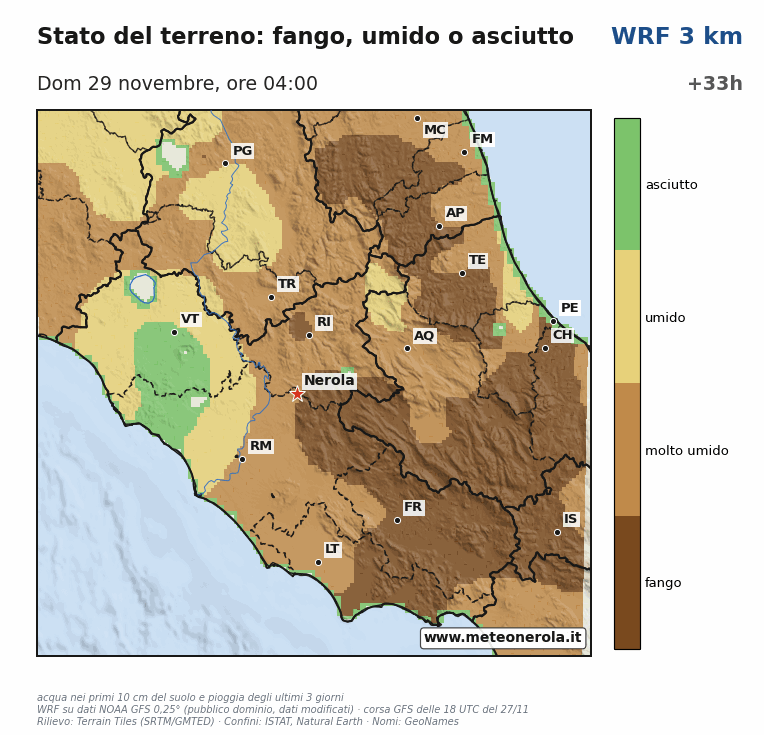 Stato del terreno: fango, umido o asciutto
WRF 3 km
Dom 29 novembre, ore 04:00
+33h
MC
FM
PG
AP
TE
TR
PE
VT
RI
AQ
CH
Nerola
RM
FR
IS
LT
www.meteonerola.it
asciutto
umido
molto umido
fango
acqua nei primi 10 cm del suolo e pioggia degli ultimi 3 giorni
WRF su dati NOAA GFS 0,25° (pubblico dominio, dati modificati) · corsa GFS delle 18 UTC del 27/11
Rilievo: Terrain Tiles (SRTM/GMTED) · Confini: ISTAT, Natural Earth · Nomi: GeoNames